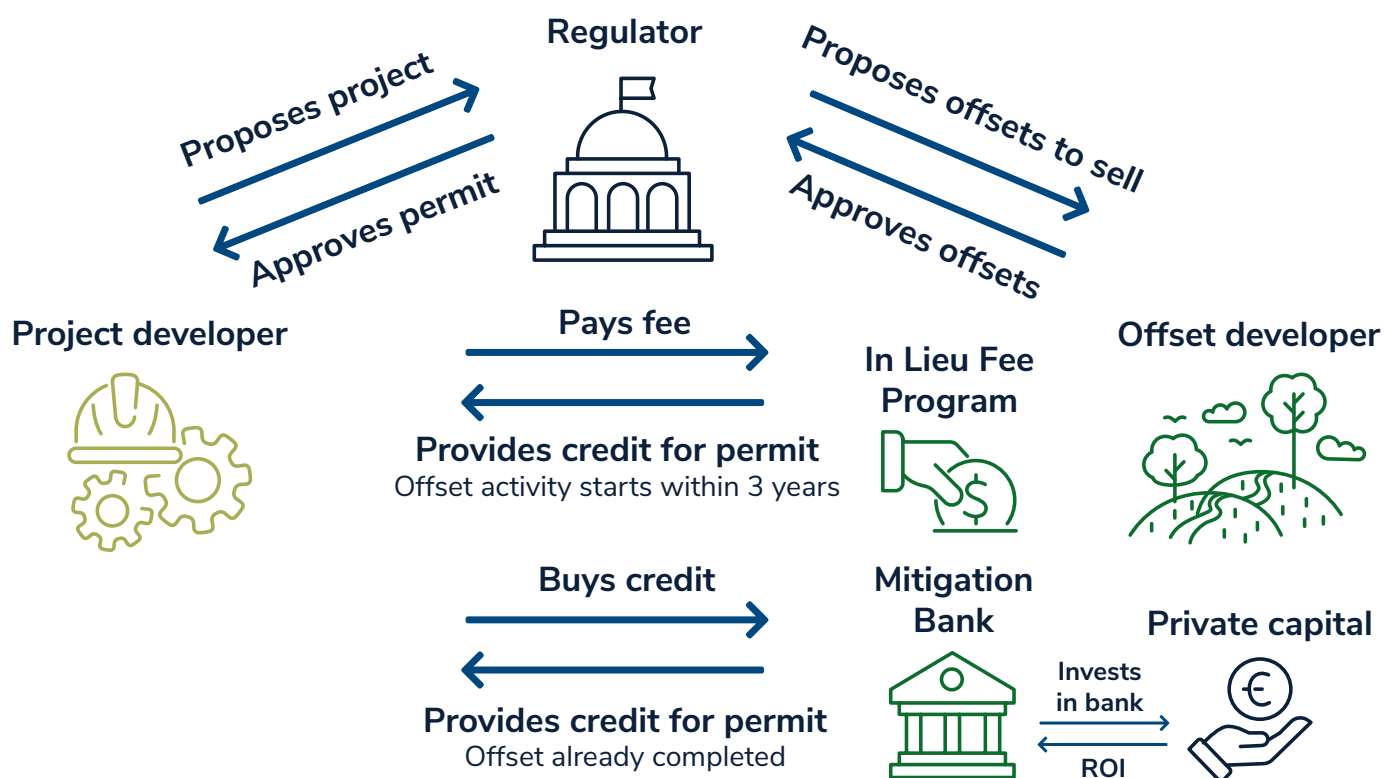 Regulator
Proposes project
Approves permit
Proposes offsets to sell
Approves offsets
Project developer
Pays fee
Provides credit for permit
Offset activity starts within 3 years
In Lieu Fee
Program
$
Offset developer
Buys credit
Provides credit for permit
Offset already completed
Mitigation
Bank
Invests
in bank
ROI
Private capital
€